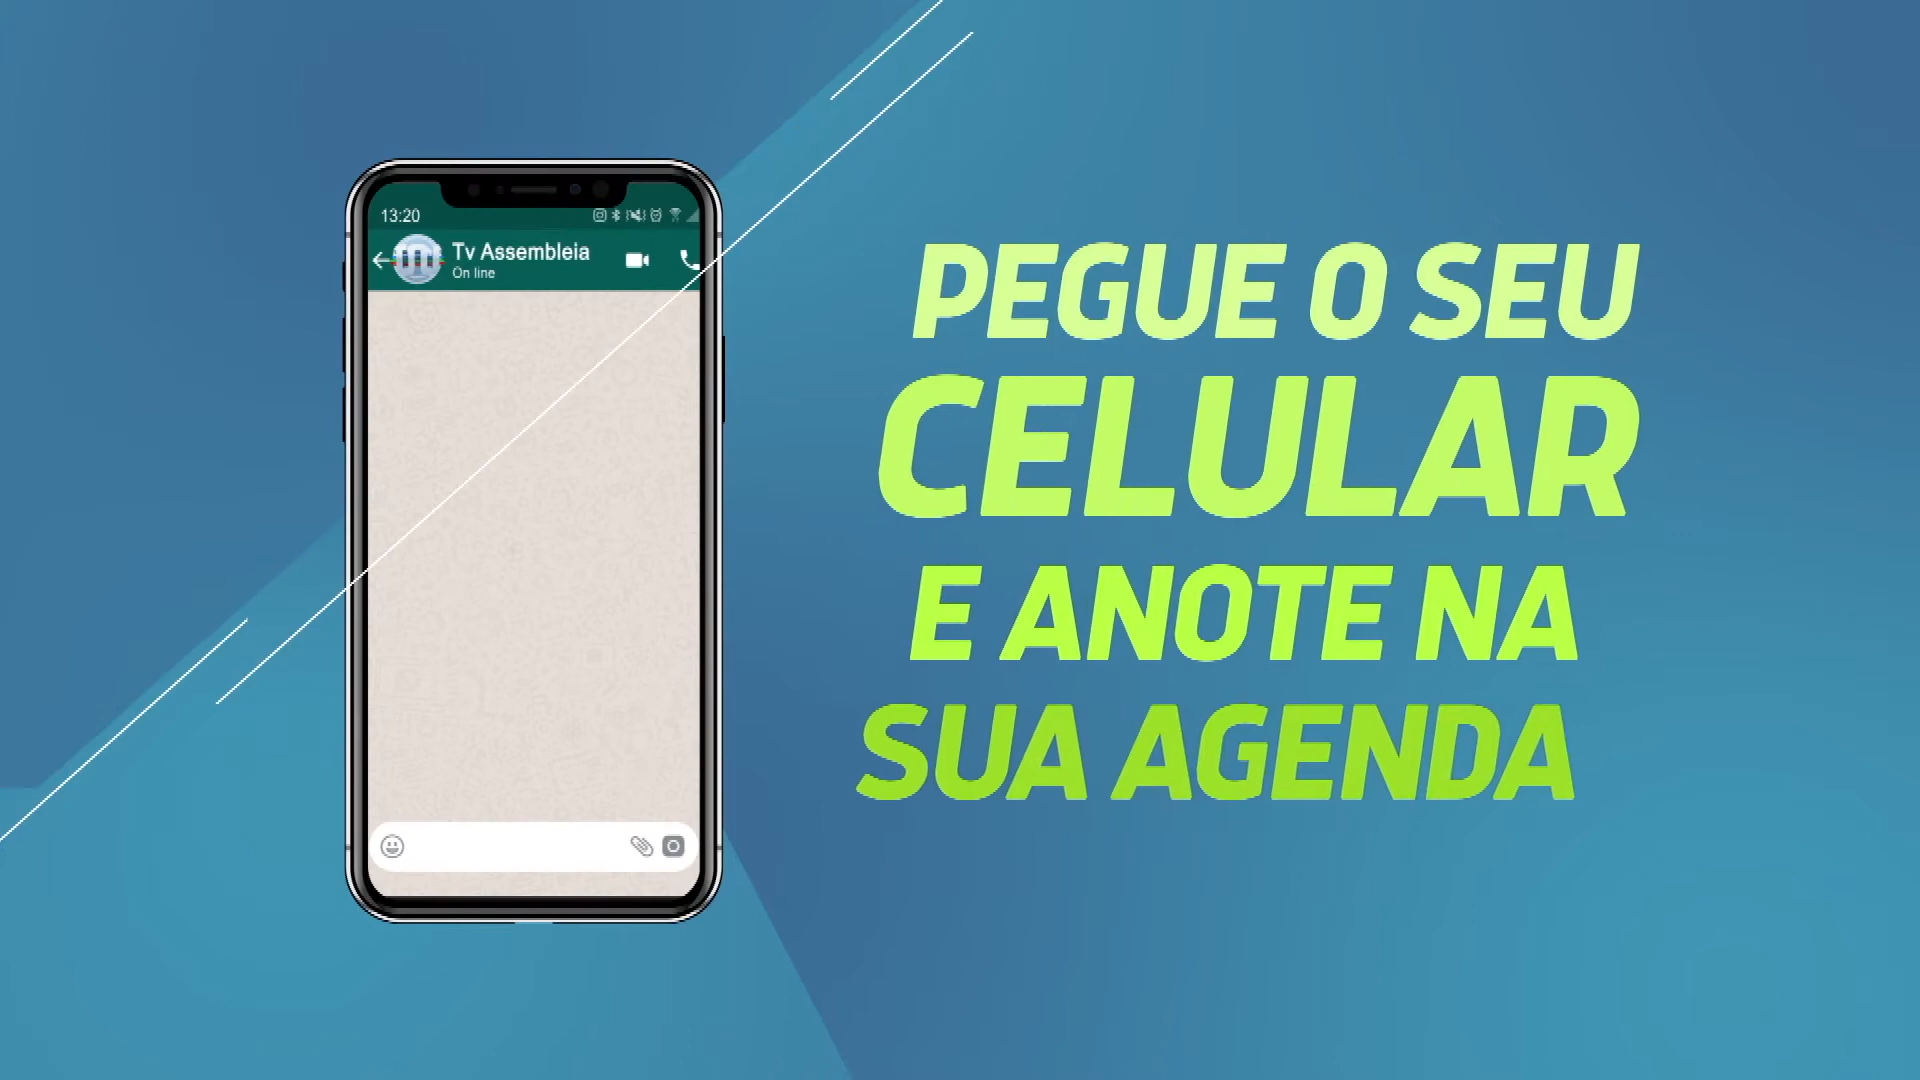 13:20
Tv Assembleia
On line
PEGUE O SEU
CELULAR
E ANOTE NA
SUA AGENDA